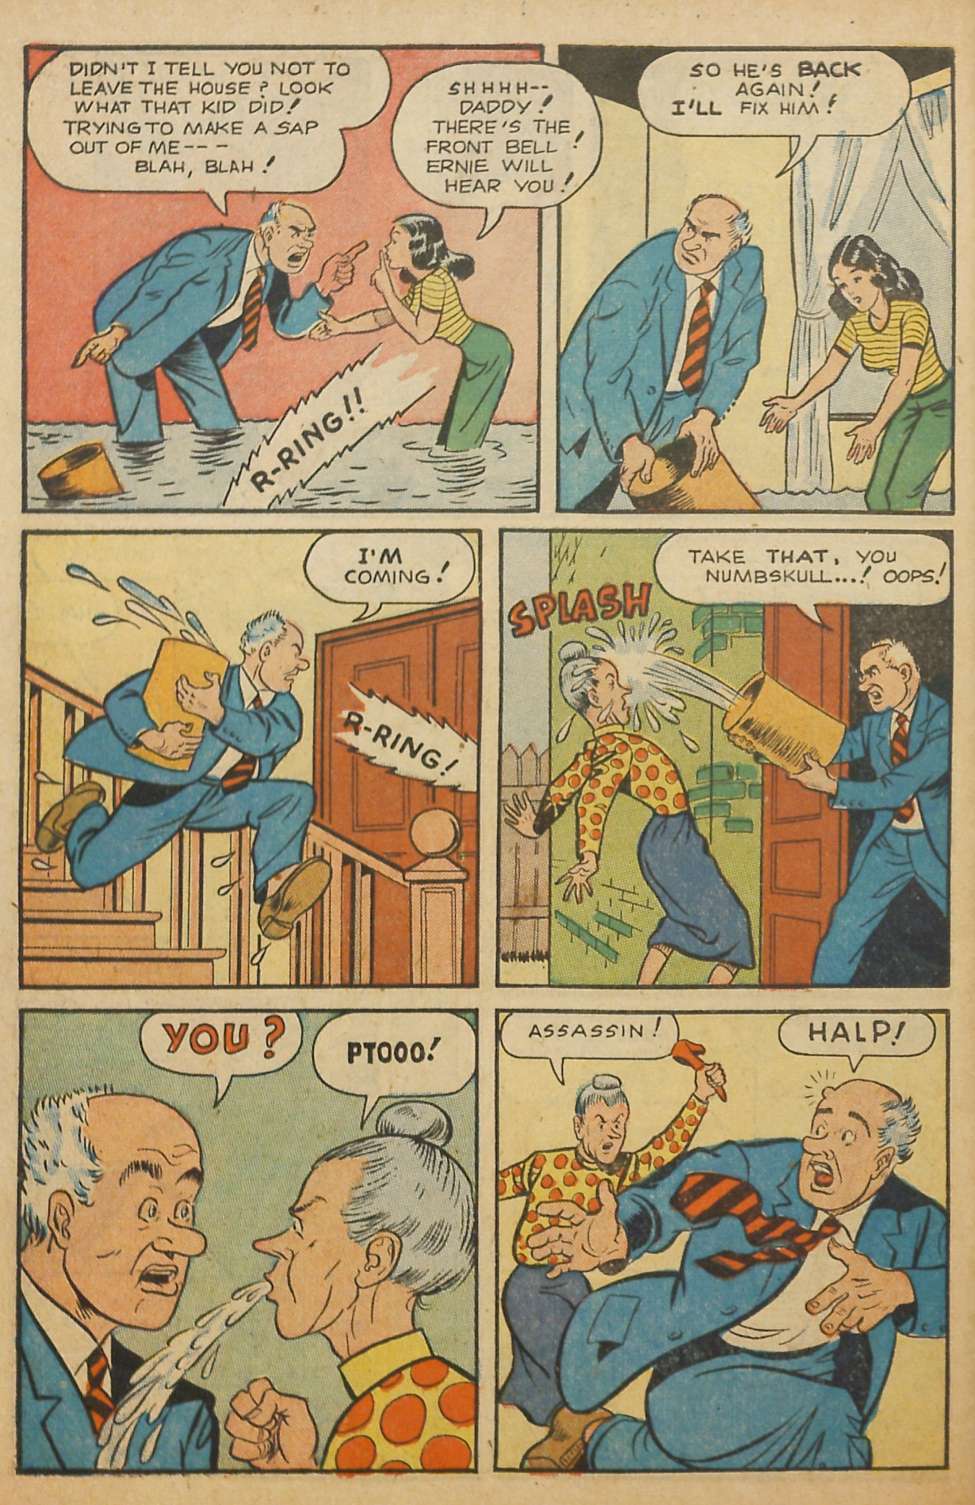 DIDN'T I TELL YOU NOT TO
LEAVE THE HOUSE? LOOK
WHAT THAT KID DID!
TRYING TO MAKE A SAP
OUT OF ME---
BLAH, BLAH!
SHHHH--
DADDY!
THERE'S THE
FRONT BELL!
ERNIE WILL
HEAR YOU!
R-RING!!
SO HE'S BACK
AGAIN!
I'LL FIX HIM!
I'M
COMING!
R-RING!
TAKE THAT, YOU
NUMBSKULL...! OOPS!
SPLASH
YOU?
PTOOO!
ASSASSIN!
HALP!